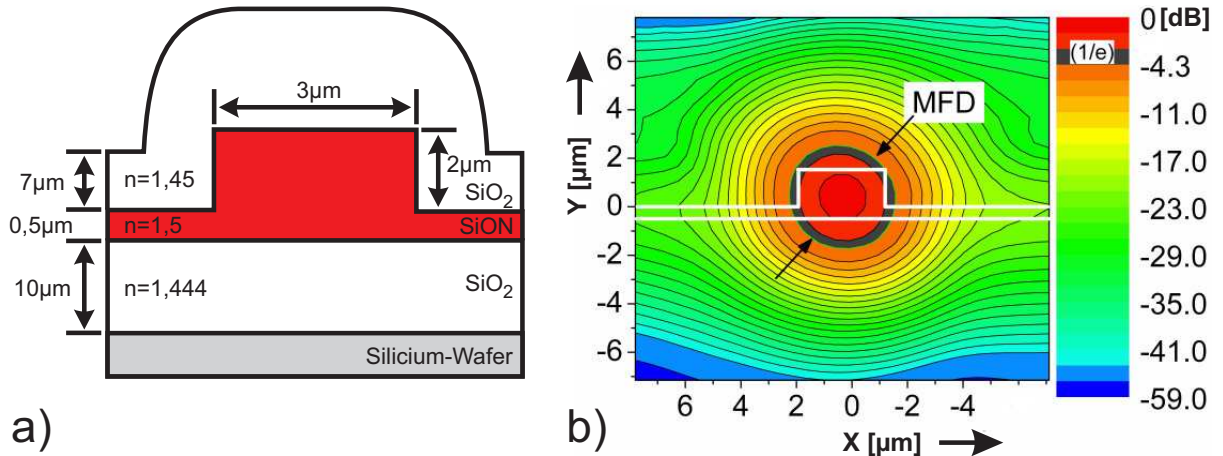 3µm
7µm
2µm
n=1,45
SiO2
0,5µm
n=1,5
SiON
10µm
n=1,444
SiO2
Silicium-Wafer
a)
Y [µm]
6
4
2
0
-2
-4
-6
6 4 2 0 -2 -4
X [µm]
MFD
0 [dB]
(1/e)
-4.3
-11.0
-17.0
-23.0
-29.0
-35.0
-41.0
-59.0
b)